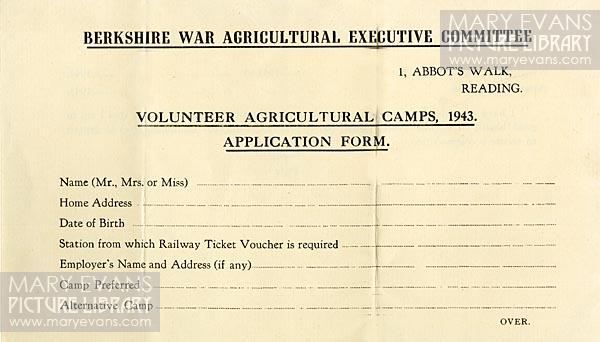 BERKSHIRE WAR AGRICULTURAL EXECUTIVE COMMITTEE
MARY EVANS
PICTURE LIBRARY
www.maryevans.com
1, ABBOT'S WALK,
READING.
VOLUNTEER AGRICULTURAL CAMPS, 1943.
APPLICATION FORM.
Name (Mr., Mrs. or Miss)
Home Address
Date of Birth
Station from which Railway Ticket Voucher is required
Employer's Name and Address (if any)
Camp Preferred
Alternative Camp
MARY EVANS
PICTURE LIBRARY
www.maryevans.com
OVER.